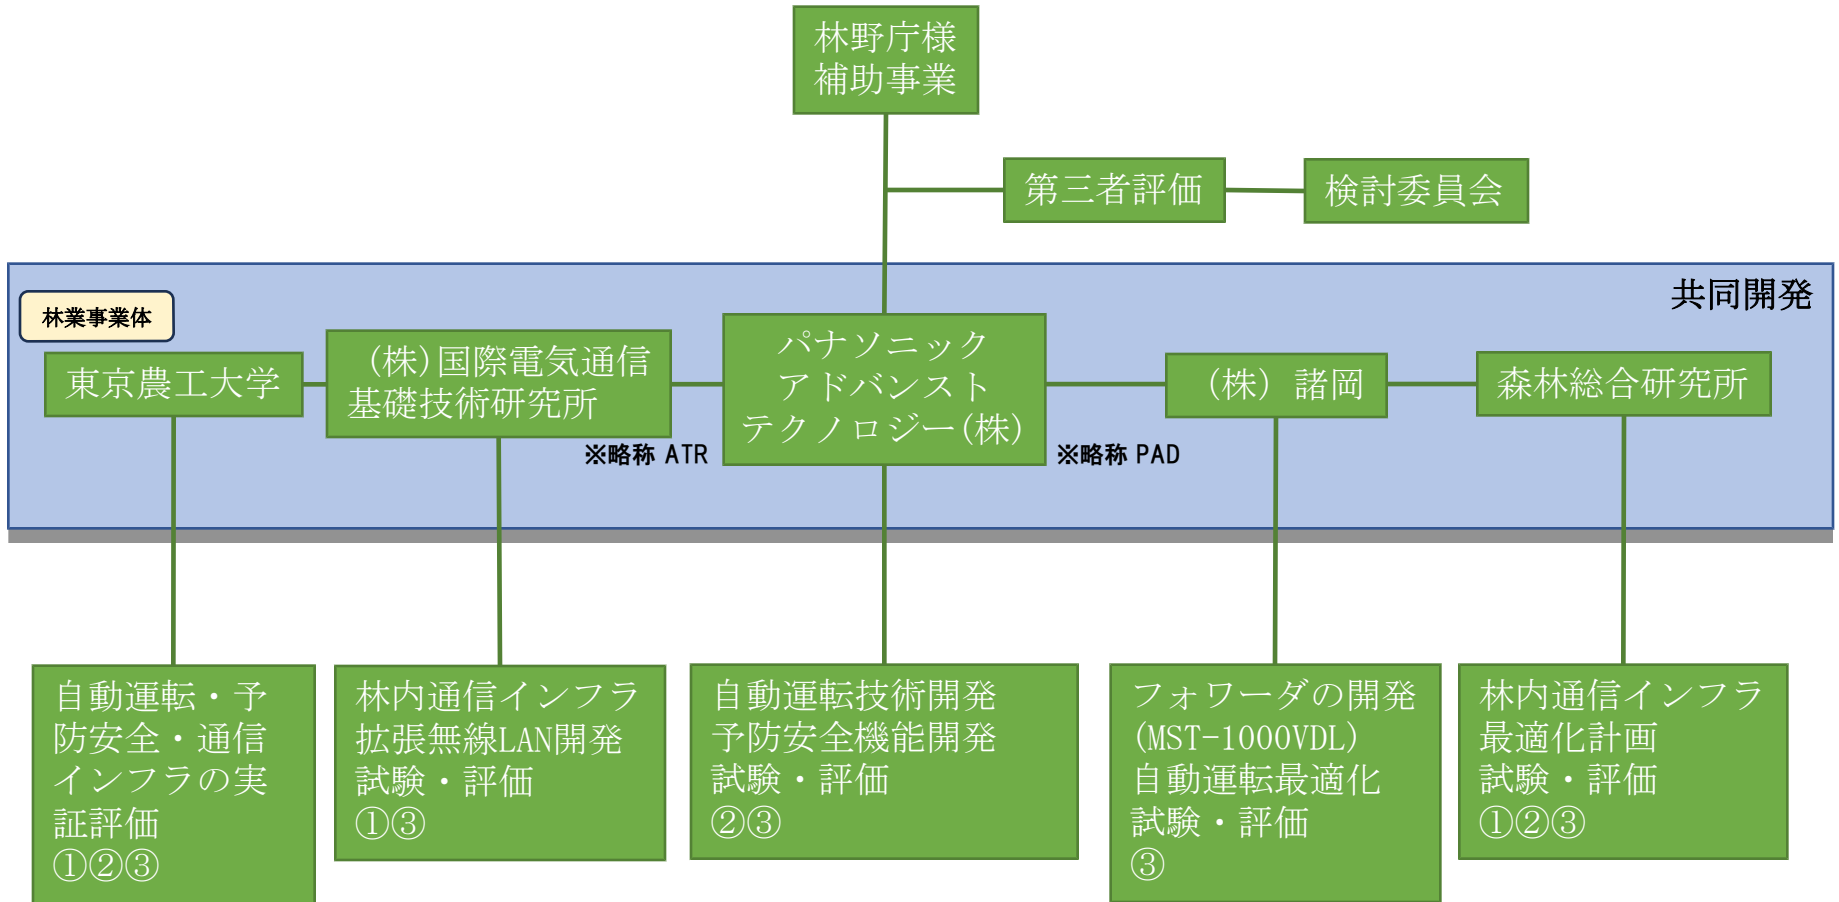 林野庁様
補助事業
第三者評価
検討委員会
共同開発
林業事業体
東京農工大学
(株)国際電気通信
基礎技術研究所
※略称 ATR
パナソニック
アドバンスト
テクノロジー(株)
※略称 PAD
(株) 諸岡
森林総合研究所
自動運転・予
防安全・通信
インフラの実
証評価
①②③
林内通信インフラ
拡張無線LAN開発
試験・評価
①③
自動運転技術開発
予防安全機能開発
試験・評価
②③
フォワーダの開発
(MST-1000VDL)
自動運転最適化
試験・評価
③
林内通信インフラ
最適化計画
試験・評価
①②③